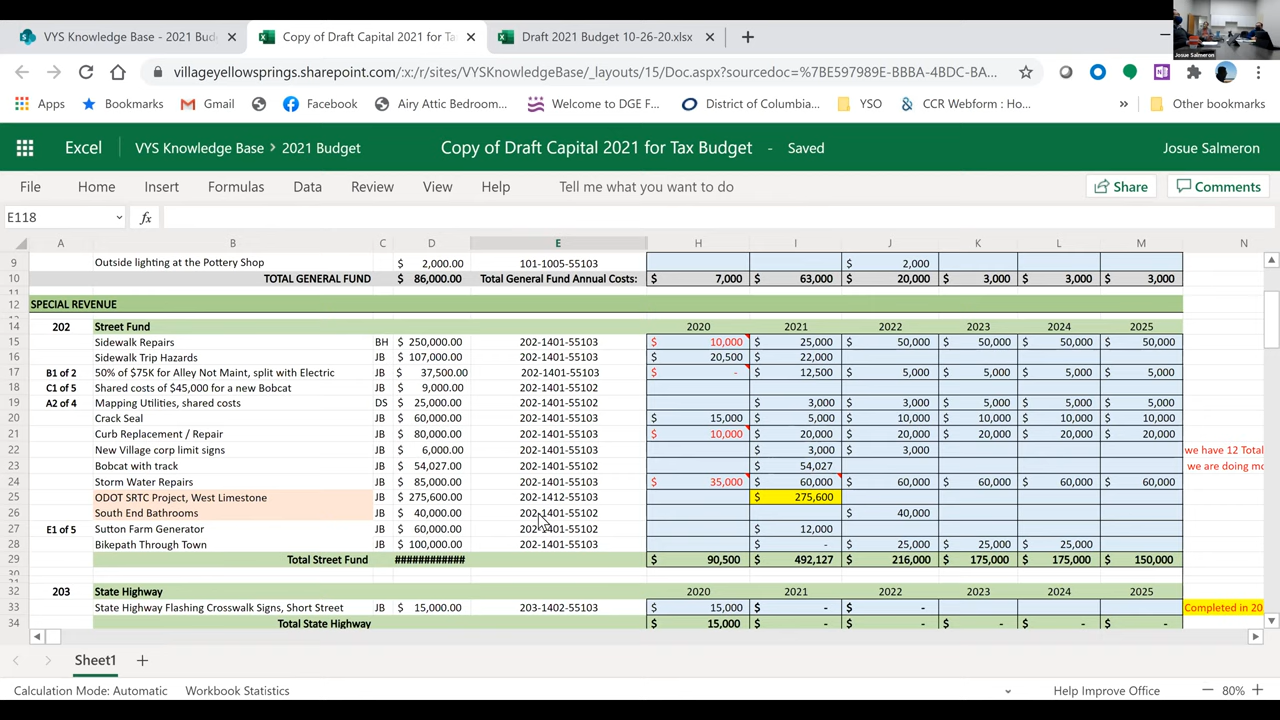 VYS Knowledge Base - 2021 Bud
Copy of Draft Capital 2021 for Ta
Draft 2021 Budget 10-26-20.xlsx
Josue Salmeron
villageyellowsprings.sharepoint.com/:x:/r/sites/VYSKnowledgeBase/_layouts/15/Doc.aspx?sourcedoc=%7BE597989E-BBBA-4BDC-BA...
Apps Bookmarks Gmail Facebook Airy Attic Bedroom... Welcome to DGE F... District of Columbia... YSO CCR Webform : Ho... » Other bookmarks
Excel VYS Knowledge Base > 2021 Budget Copy of Draft Capital 2021 for Tax Budget - Saved Josue Salmeron
File Home Insert Formulas Data Review View Help Tell me what you want to do Share Comments
E118 fx
A B C D E H I J K L M N
9 Outside lighting at the Pottery Shop $ 2,000.00 101-1005-55103 $ 2,000
10 TOTAL GENERAL FUND $ 86,000.00 Total General Fund Annual Costs: $ 7,000 $ 63,000 $ 20,000 $ 3,000 $ 3,000 $ 3,000
12 SPECIAL REVENUE
14 202 Street Fund 2020 2021 2022 2023 2024 2025
15 Sidewalk Repairs BH $ 250,000.00 202-1401-55103 $ 10,000 $ 25,000 $ 50,000 $ 50,000 $ 50,000 $ 50,000
16 Sidewalk Trip Hazards JB $ 107,000.00 202-1401-55103 $ 20,500 $ 22,000
17 B1 of 2 50% of $75K for Alley Not Maint, split with Electric JB $ 37,500.00 202-1401-55103 $ - $ 12,500 $ 5,000 $ 5,000 $ 5,000 $ 5,000
18 C1 of 5 Shared costs of $45,000 for a new Bobcat JB $ 9,000.00 202-1401-55103
19 A2 of 4 Mapping Utilities, shared costs DS $ 25,000.00 202-1401-55103 $ 3,000 $ 3,000 $ 5,000 $ 5,000 $ 5,000
20 Crack Seal JB $ 60,000.00 202-1401-55103 $ 15,000 $ 5,000 $ 10,000 $ 10,000 $ 10,000 $ 10,000
21 Curb Replacement / Repair JB $ 80,000.00 202-1401-55103 $ 10,000 $ 20,000 $ 20,000 $ 20,000 $ 20,000 $ 20,000
22 New Village corp limit signs JB $ 6,000.00 202-1401-55103 $ 3,000 $ 3,000 we have 12 Total
23 Bobcat with track JB $ 54,027.00 202-1401-55102 $ 54,027 we are doing mo
24 Storm Water Repairs JB $ 85,000.00 202-1401-55103 $ 35,000 $ 60,000 $ 60,000 $ 60,000 $ 60,000 $ 60,000
25 ODOT SRTC Project, West Limestone JB $ 275,600.00 202-1412-55103 $ 275,600
26 South End Bathrooms JB $ 40,000.00 202-1401-55102 $ 40,000
27 E1 of 5 Sutton Farm Generator JB $ 60,000.00 202-1401-55102 $ 12,000
28 Bikepath Through Town JB $ 100,000.00 202-1401-55102 $ - $ 25,000 $ 25,000 $ 25,000
29 Total Street Fund ############ $ 90,500 $ 492,127 $ 216,000 $ 175,000 $ 175,000 $ 150,000
32 203 State Highway 2020 2021 2022 2023 2024 2025
33 State Highway Flashing Crosswalk Signs, Short Street JB $ 15,000.00 203-1402-55103 $ 15,000 $ - $ - Completed in 20
34 Total State Highway $ 15,000 $ - $ - $ - $ - $ -
Sheet1
Calculation Mode: Automatic Workbook Statistics Help Improve Office 80%